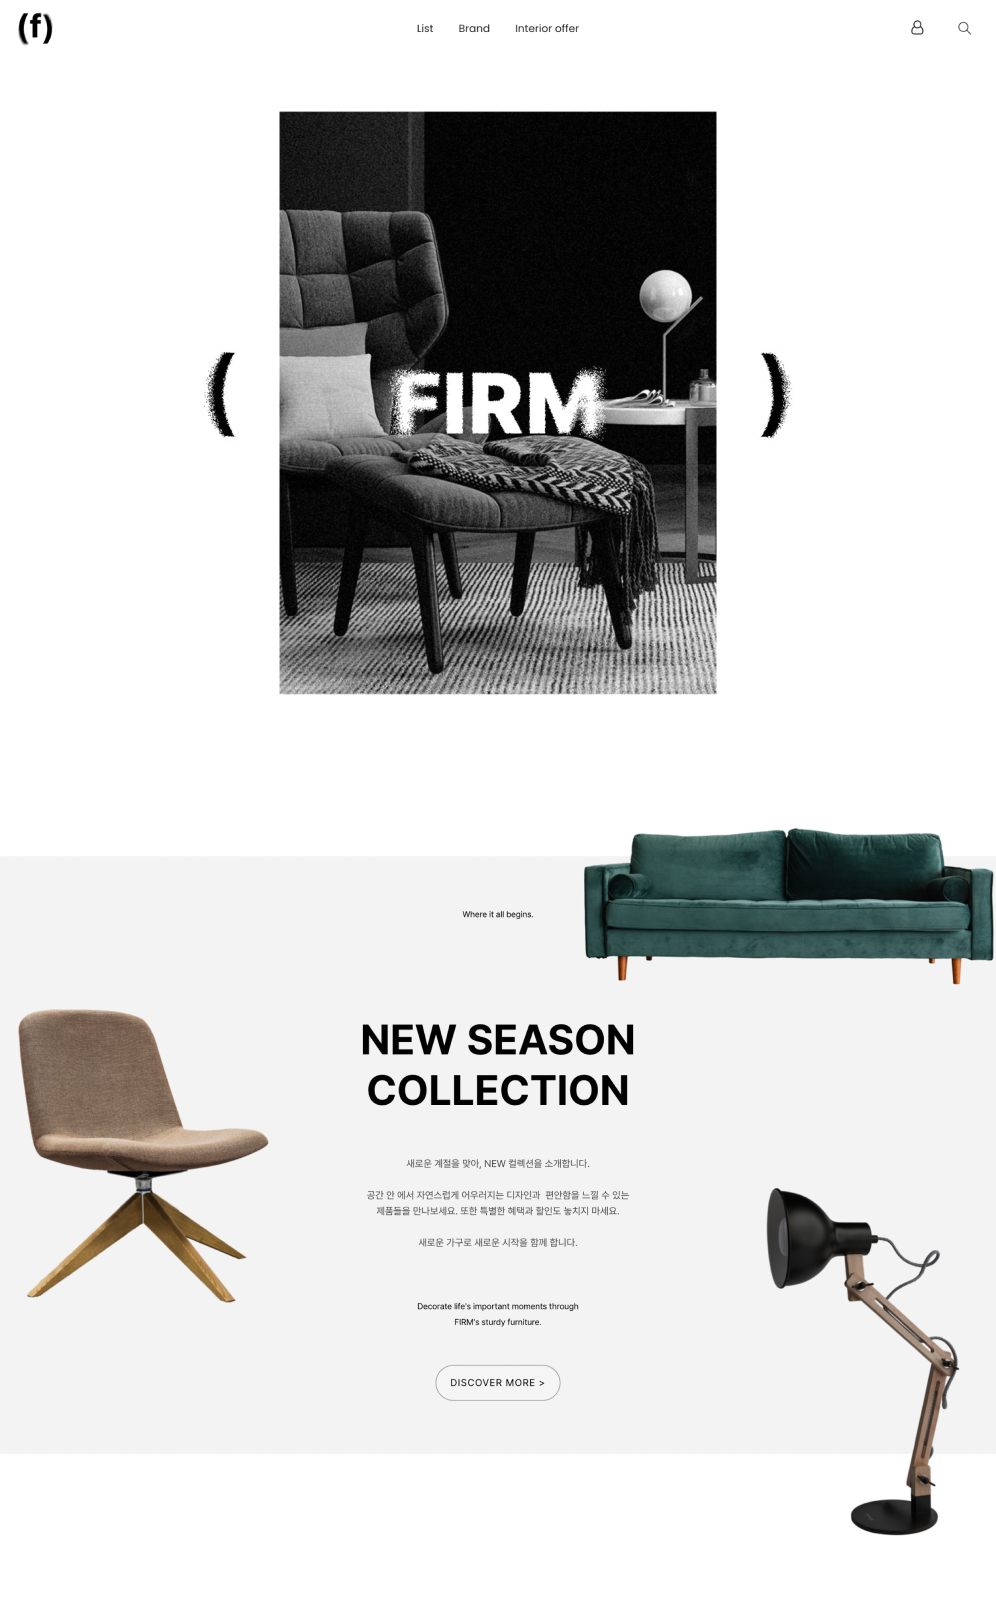 (f)
List Brand Interior offer
( FIRM )
Where it all begins.
NEW SEASON
COLLECTION
새로운 계절을 맞아, NEW 컬렉션을 소개합니다.
공간 안 에서 자연스럽게 어우러지는 디자인과 편안함을 느낄 수 있는
제품들을 만나보세요. 또한 특별한 혜택과 할인도 놓치지 마세요.
새로운 가구로 새로운 시작을 함께 합니다.
Decorate life's important moments through
FIRM's sturdy furniture.
DISCOVER MORE >